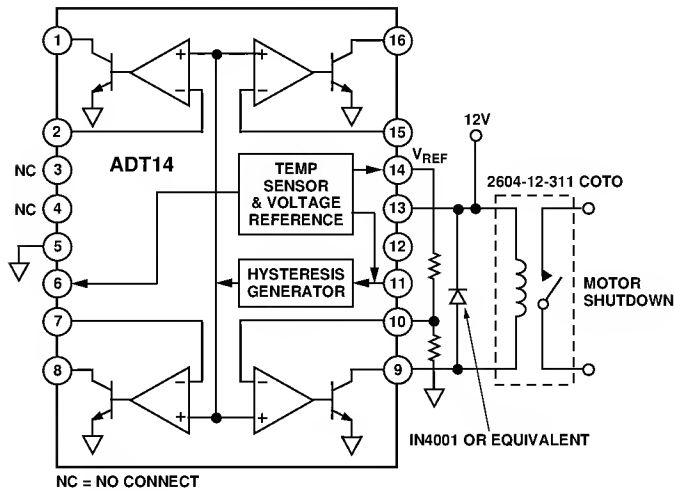 1
16
+
+
−
−
12V
2
15
ADT14
NC 3
TEMP
SENSOR
& VOLTAGE
REFERENCE
14
VREF
2604-12-311 COTO
NC 4
13
5
12
6
HYSTERESIS
GENERATOR
11
MOTOR
SHUTDOWN
7
10
−
−
8
9
+
+
IN4001 OR EQUIVALENT
NC = NO CONNECT